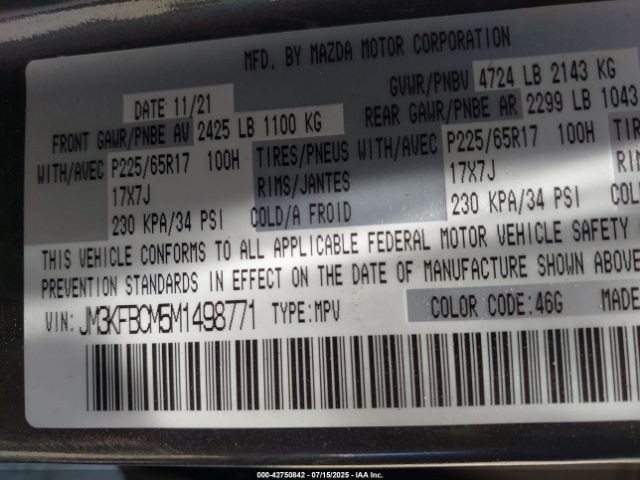 MFD. BY MAZDA MOTOR CORPORATION
DATE 11/21 GVWR/PNBV 4724 LB 2143 KG
FRONT GAWR/PNBE AV 2425 LB 1100 KG REAR GAWR/PNBE AR 2299 LB 1043
WITH/AVEC P225/65R17 100H TIRES/PNEUS WITH/AVEC P225/65R17 100H TIRES
17X7J RIMS/JANTES 17X7J RIMS
230 KPA/34 PSI COLD/A FROID 230 KPA/34 PSI COL
THIS VEHICLE CONFORMS TO ALL APPLICABLE FEDERAL MOTOR VEHICLE SAFETY
PREVENTION STANDARDS IN EFFECT ON THE DATE OF MANUFACTURE SHOWN ABOVE
VIN: JM3KFBCM5M1498771 TYPE:MPV COLOR CODE:46G MADE
000-42750842 - 07/15/2025 - IAA Inc.